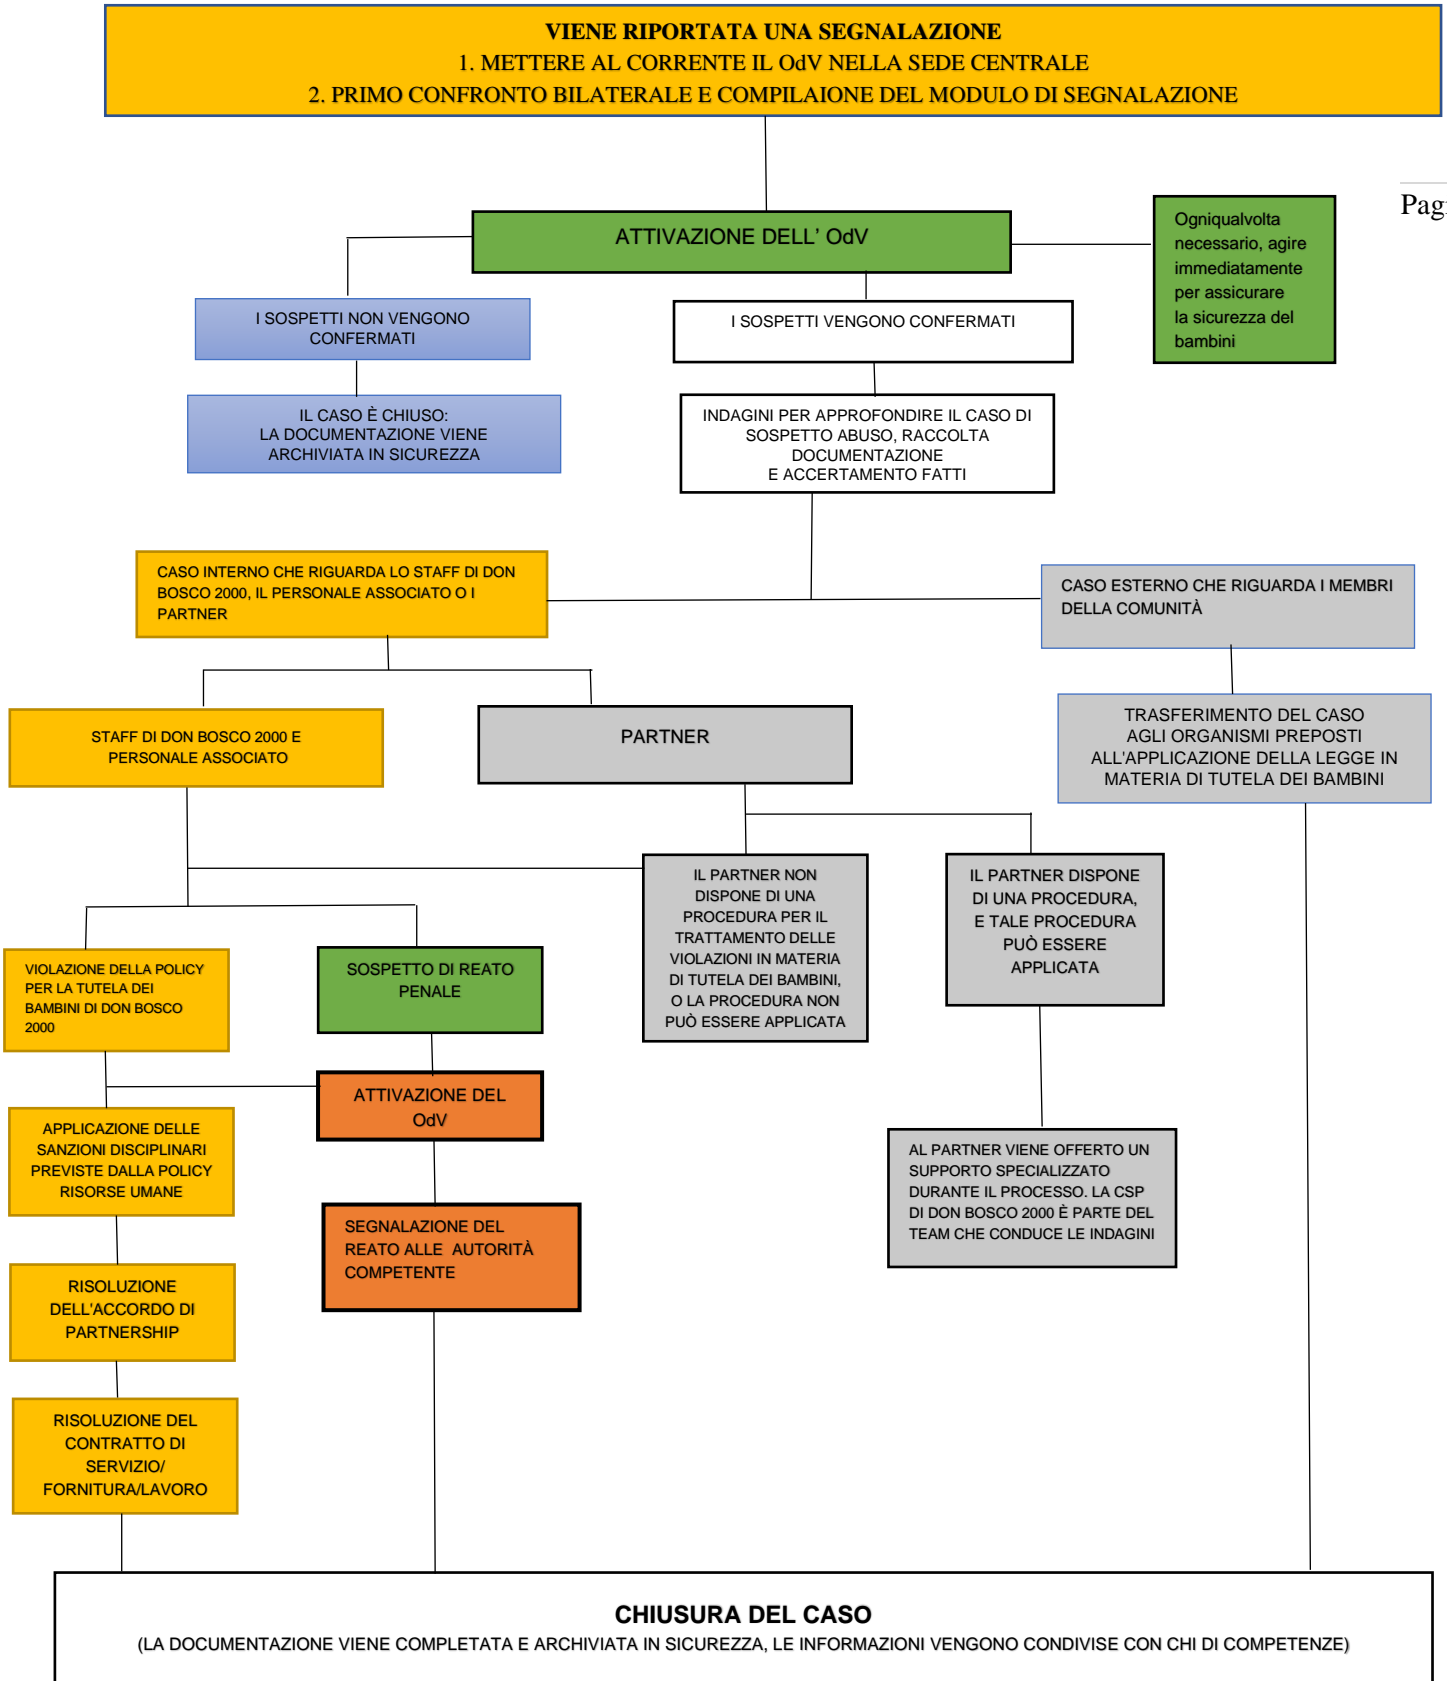 VIENE RIPORTATA UNA SEGNALAZIONE
1. METTERE AL CORRENTE IL OdV NELLA SEDE CENTRALE
2. PRIMO CONFRONTO BILATERALE E COMPILAIONE DEL MODULO DI SEGNALAZIONE
Pag
ATTIVAZIONE DELL' OdV
Ogniqualvolta
necessario, agire
immediatamente
per assicurare
la sicurezza del
bambini
I SOSPETTI NON VENGONO
CONFERMATI
I SOSPETTI VENGONO CONFERMATI
IL CASO È CHIUSO:
LA DOCUMENTAZIONE VIENE
ARCHIVIATA IN SICUREZZA
INDAGINI PER APPROFONDIRE IL CASO DI
SOSPETTO ABUSO, RACCOLTA
DOCUMENTAZIONE
E ACCERTAMENTO FATTI
CASO INTERNO CHE RIGUARDA LO STAFF DI DON
BOSCO 2000, IL PERSONALE ASSOCIATO O I
PARTNER
CASO ESTERNO CHE RIGUARDA I MEMBRI
DELLA COMUNITÀ
STAFF DI DON BOSCO 2000 E
PERSONALE ASSOCIATO
PARTNER
TRASFERIMENTO DEL CASO
AGLI ORGANISMI PREPOSTI
ALL'APPLICAZIONE DELLA LEGGE IN
MATERIA DI TUTELA DEI BAMBINI
IL PARTNER NON
DISPONE DI UNA
PROCEDURA PER IL
TRATTAMENTO DELLE
VIOLAZIONI IN MATERIA
DI TUTELA DEI BAMBINI,
O LA PROCEDURA NON
PUÒ ESSERE APPLICATA
IL PARTNER DISPONE
DI UNA PROCEDURA,
E TALE PROCEDURA
PUÒ ESSERE
APPLICATA
VIOLAZIONE DELLA POLICY
PER LA TUTELA DEI
BAMBINI DI DON BOSCO
2000
SOSPETTO DI REATO
PENALE
ATTIVAZIONE DEL
OdV
APPLICAZIONE DELLE
SANZIONI DISCIPLINARI
PREVISTE DALLA POLICY
RISORSE UMANE
AL PARTNER VIENE OFFERTO UN
SUPPORTO SPECIALIZZATO
DURANTE IL PROCESSO. LA CSP
DI DON BOSCO 2000 È PARTE DEL
TEAM CHE CONDUCE LE INDAGINI
SEGNALAZIONE DEL
REATO ALLE AUTORITÀ
COMPETENTE
RISOLUZIONE
DELL'ACCORDO DI
PARTNERSHIP
RISOLUZIONE DEL
CONTRATTO DI
SERVIZIO/
FORNITURA/LAVORO
CHIUSURA DEL CASO
(LA DOCUMENTAZIONE VIENE COMPLETATA E ARCHIVIATA IN SICUREZZA, LE INFORMAZIONI VENGONO CONDIVISE CON CHI DI COMPETENZE)